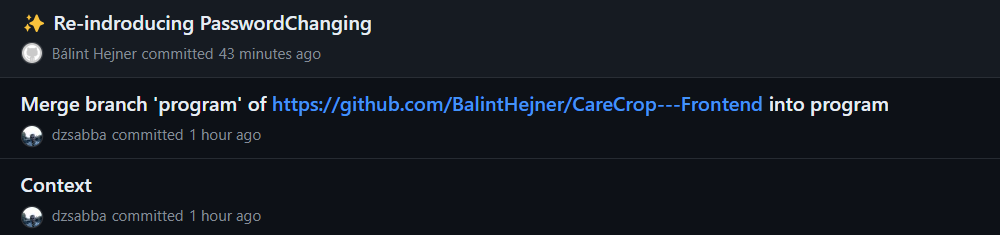 ✨ Re-indroducing PasswordChanging
Bálint Hejner committed 43 minutes ago
Merge branch 'program' of https://github.com/BalintHejner/CareCrop---Frontend into program
dzsabba committed 1 hour ago
Context
dzsabba committed 1 hour ago